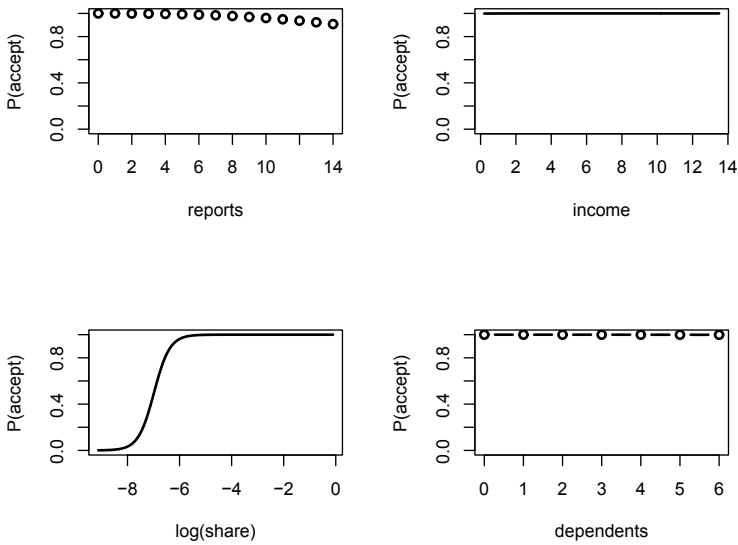 P(accept)
0.0 0.4 0.8
0 2 4 6 8 10 14
reports
P(accept)
0.0 0.4 0.8
0 2 4 6 8 10 12 14
income
P(accept)
0.0 0.4 0.8
−8 −6 −4 −2 0
log(share)
P(accept)
0.0 0.4 0.8
0 1 2 3 4 5 6
dependents